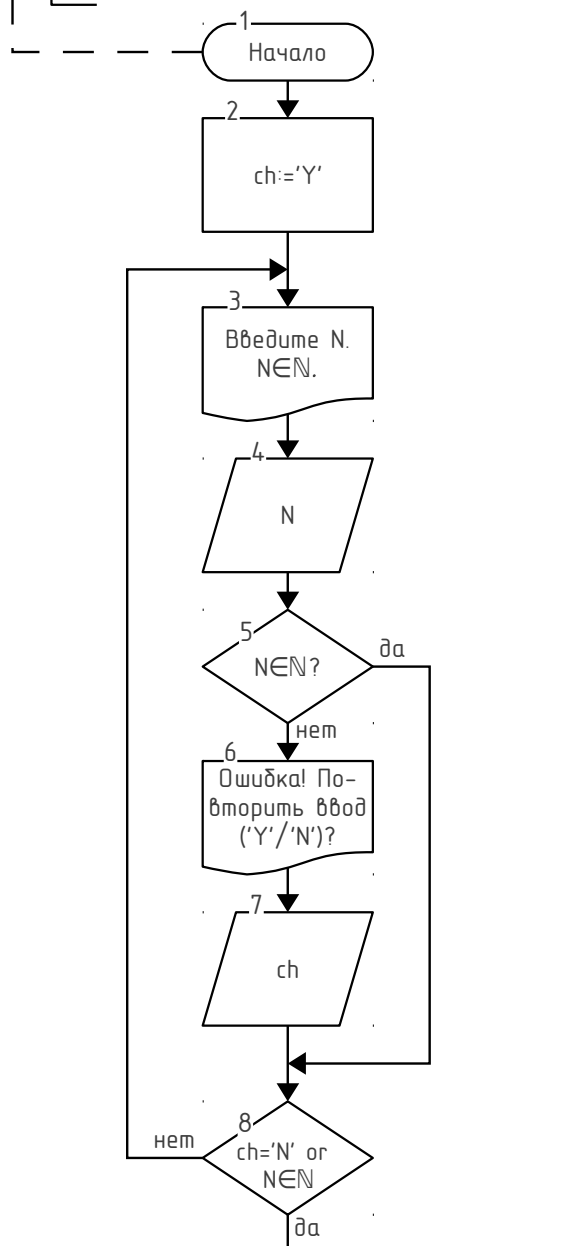 1
Начало
2
ch:='Y'
3
Введите N.
N∈ℕ.
4
N
5
N∈ℕ?
да
нет
6
Ошибка! По-
вторить ввод
('Y'/'N')?
7
ch
8
ch='N' or
N∈ℕ
нет
да